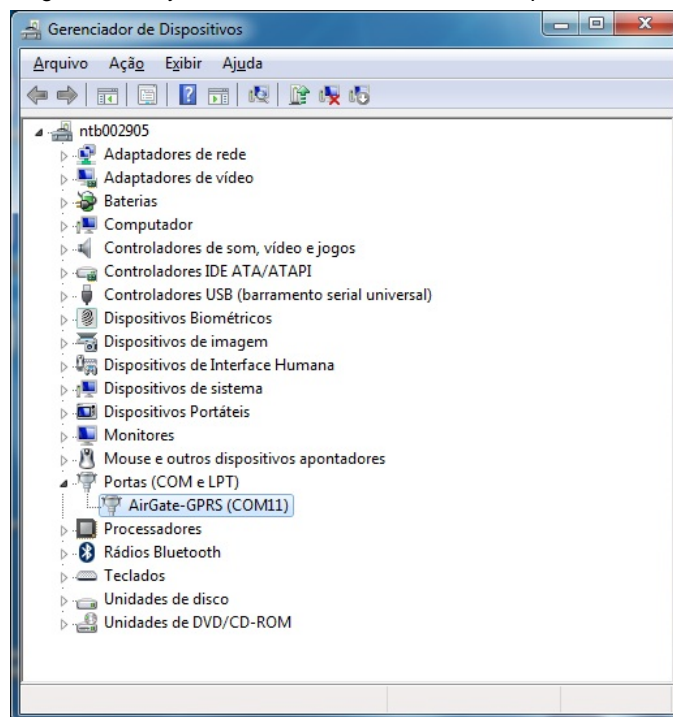 Gerenciador de Dispositivos
Arquivo Ação Exibir Ajuda
ntb002905
Adaptadores de rede
Adaptadores de vídeo
Baterias
Computador
Controladores de som, vídeo e jogos
Controladores IDE ATA/ATAPI
Controladores USB (barramento serial universal)
Dispositivos Biométricos
Dispositivos de imagem
Dispositivos de Interface Humana
Dispositivos de sistema
Dispositivos Portáteis
Monitores
Mouse e outros dispositivos apontadores
Portas (COM e LPT)
AirGate-GPRS (COM11)
Processadores
Rádios Bluetooth
Teclados
Unidades de disco
Unidades de DVD/CD-ROM